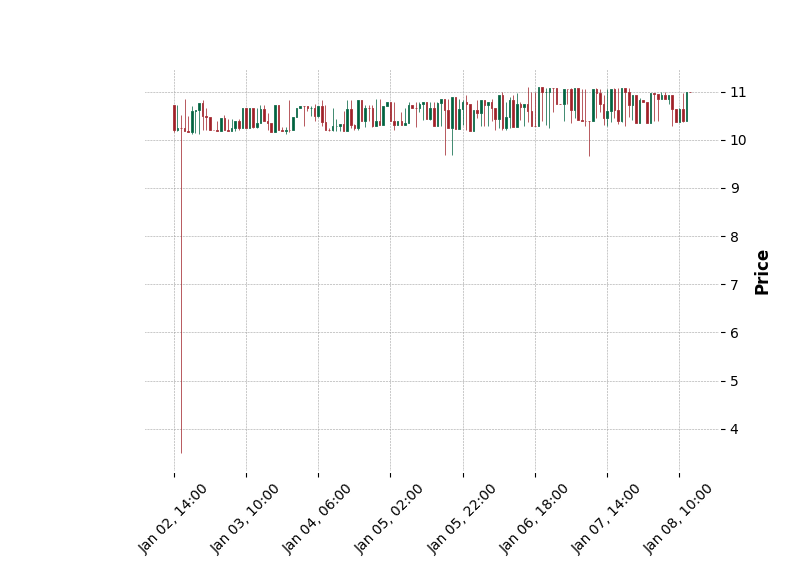 11
10
9
8
7
6
5
4
Price
Jan 02, 14:00
Jan 03, 10:00
Jan 04, 06:00
Jan 05, 02:00
Jan 05, 22:00
Jan 06, 18:00
Jan 07, 14:00
Jan 08, 10:00